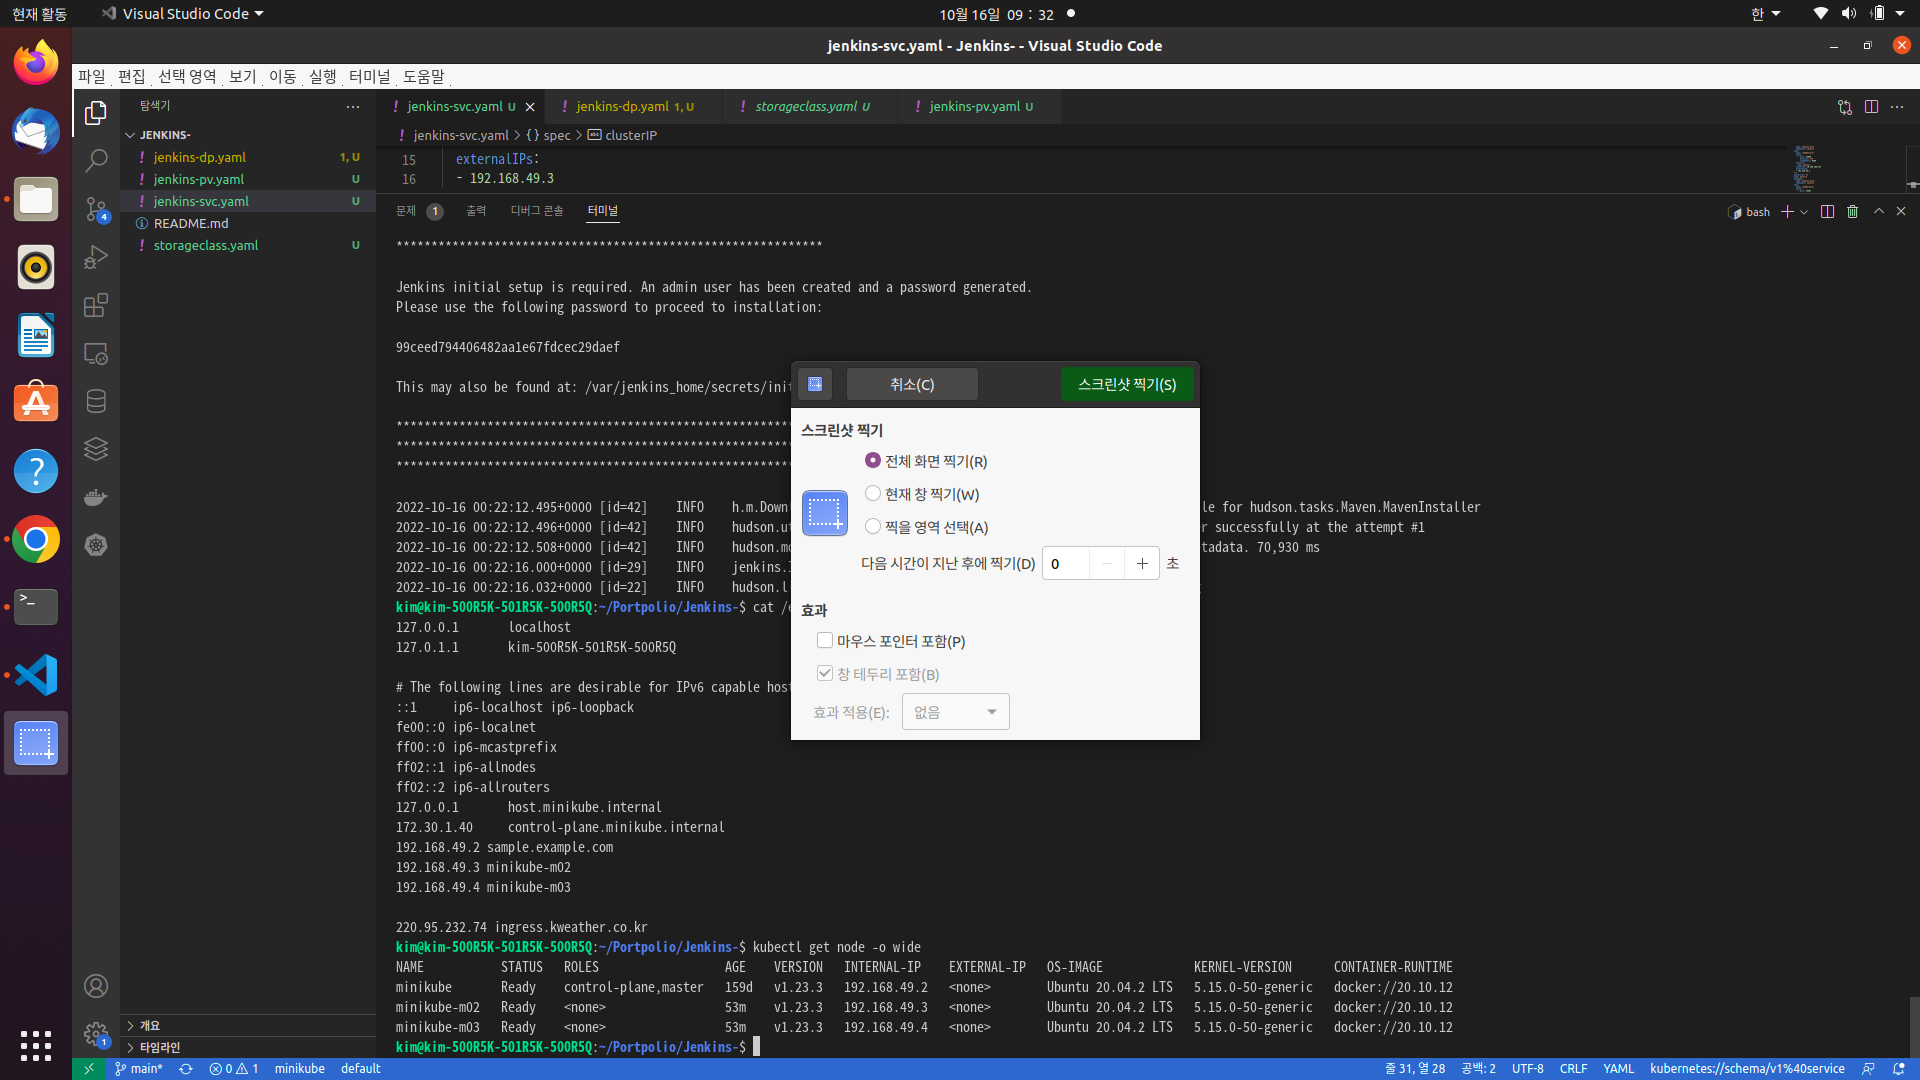 현재 활동
Visual Studio Code
10월 16일 09 : 32
한
jenkins-svc.yaml - Jenkins- - Visual Studio Code
파일 편집 선택 영역 보기 이동 실행 터미널 도움말
탐색기
jenkins-svc.yaml U
jenkins-dp.yaml 1, U
storageclass.yaml U
jenkins-pv.yaml U
JENKINS-
jenkins-svc.yaml > {} spec > clusterIP
jenkins-dp.yaml 1, U
jenkins-pv.yaml U
jenkins-svc.yaml U
README.md
storageclass.yaml U
15 externalIPs:
16 - 192.168.49.3
문제 1 출력 디버그 콘솔 터미널
bash
*************************************************************
Jenkins initial setup is required. An admin user has been created and a password generated.
Please use the following password to proceed to installation:
99ceed794406482aa1e67fdcec29daef
This may also be found at: /var/jenkins_home/secrets/init
2022-10-16 00:22:12.495+0000 [id=42] INFO h.m.Down le for hudson.tasks.Maven.MavenInstaller
2022-10-16 00:22:12.496+0000 [id=42] INFO hudson.ut r successfully at the attempt #1
2022-10-16 00:22:12.508+0000 [id=42] INFO hudson.mo tadata. 70,930 ms
2022-10-16 00:22:16.000+0000 [id=29] INFO jenkins.
2022-10-16 00:22:16.032+0000 [id=22] INFO hudson.l
kim@kim-500R5K-501R5K-500R5Q:~/Portpolio/Jenkins-$ cat /e
127.0.0.1 localhost
127.0.1.1 kim-500R5K-501R5K-500R5Q
# The following lines are desirable for IPv6 capable host
::1 ip6-localhost ip6-loopback
fe00::0 ip6-localnet
ff00::0 ip6-mcastprefix
ff02::1 ip6-allnodes
ff02::2 ip6-allrouters
127.0.0.1 host.minikube.internal
172.30.1.40 control-plane.minikube.internal
192.168.49.2 sample.example.com
192.168.49.3 minikube-m02
192.168.49.4 minikube-m03
220.95.232.74 ingress.kweather.co.kr
kim@kim-500R5K-501R5K-500R5Q:~/Portpolio/Jenkins-$ kubectl get node -o wide
NAME STATUS ROLES AGE VERSION INTERNAL-IP EXTERNAL-IP OS-IMAGE KERNEL-VERSION CONTAINER-RUNTIME
minikube Ready control-plane,master 159d v1.23.3 192.168.49.2 <none> Ubuntu 20.04.2 LTS 5.15.0-50-generic docker://20.10.12
minikube-m02 Ready <none> 53m v1.23.3 192.168.49.3 <none> Ubuntu 20.04.2 LTS 5.15.0-50-generic docker://20.10.12
minikube-m03 Ready <none> 53m v1.23.3 192.168.49.4 <none> Ubuntu 20.04.2 LTS 5.15.0-50-generic docker://20.10.12
kim@kim-500R5K-501R5K-500R5Q:~/Portpolio/Jenkins-$
취소(C)
스크린샷 찍기(S)
스크린샷 찍기
전체 화면 찍기(R)
현재 창 찍기(W)
찍을 영역 선택(A)
다음 시간이 지난 후에 찍기(D) 0 - + 초
효과
마우스 포인터 포함(P)
창 테두리 포함(B)
효과 적용(E): 없음
4
개요
1
타임라인
main* 0 1 minikube default
줄 31, 열 28 공백: 2 UTF-8 CRLF YAML kubernetes://schema/v1%40service